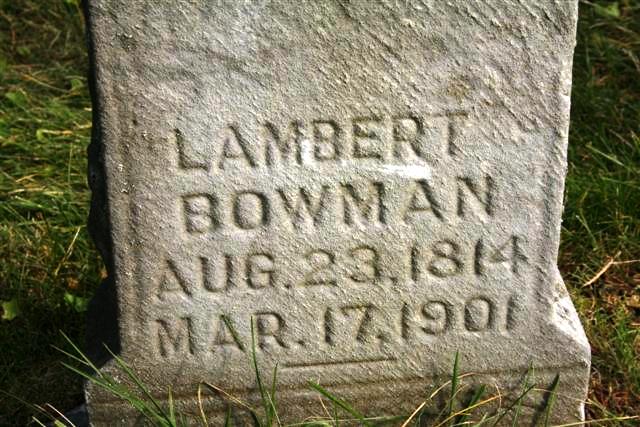 LAMBERT
BOWMAN
AUG. 23, 1814
MAR. 17, 1901